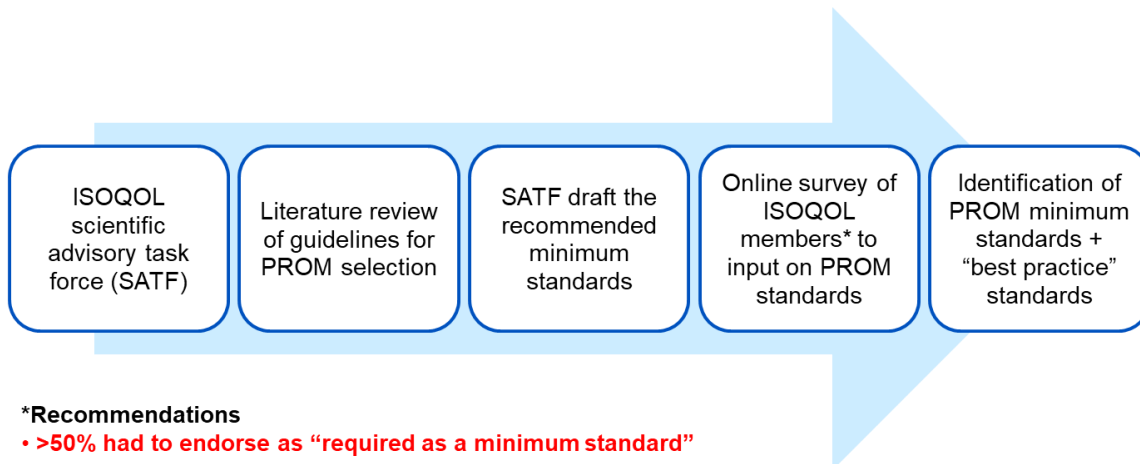 ISOQOL
scientific
advisory task
force (SATF)
Literature review
of guidelines for
PROM selection
SATF draft the
recommended
minimum
standards
Online survey of
ISOQOL
members* to
input on PROM
standards
Identification of
PROM minimum
standards +
“best practice”
standards
*Recommendations
• >50% had to endorse as “required as a minimum standard”